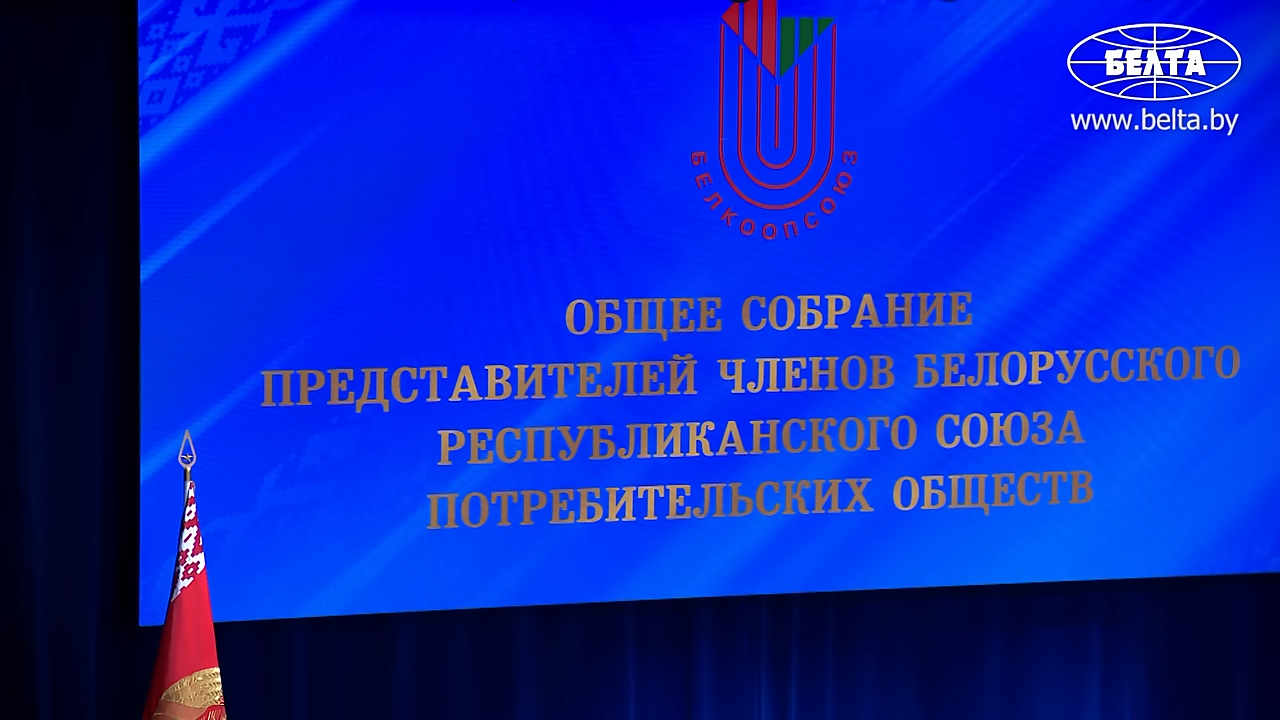 БЕЛТА
www.belta.by
БЕЛКООПСОЮЗ
ОБЩЕЕ СОБРАНИЕ
ПРЕДСТАВИТЕЛЕЙ ЧЛЕНОВ БЕЛОРУССКОГО
РЕСПУБЛИКАНСКОГО СОЮЗА
ПОТРЕБИТЕЛЬСКИХ ОБЩЕСТВ